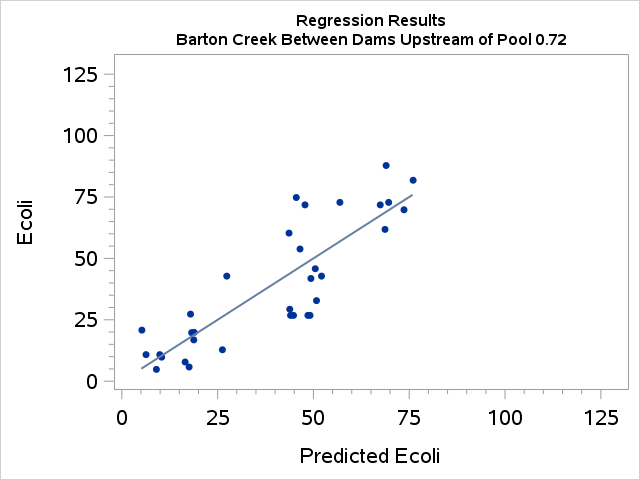 Regression Results
Barton Creek Between Dams Upstream of Pool 0.72
125
100
75
50
25
0
Ecoli
0 25 50 75 100 125
Predicted Ecoli